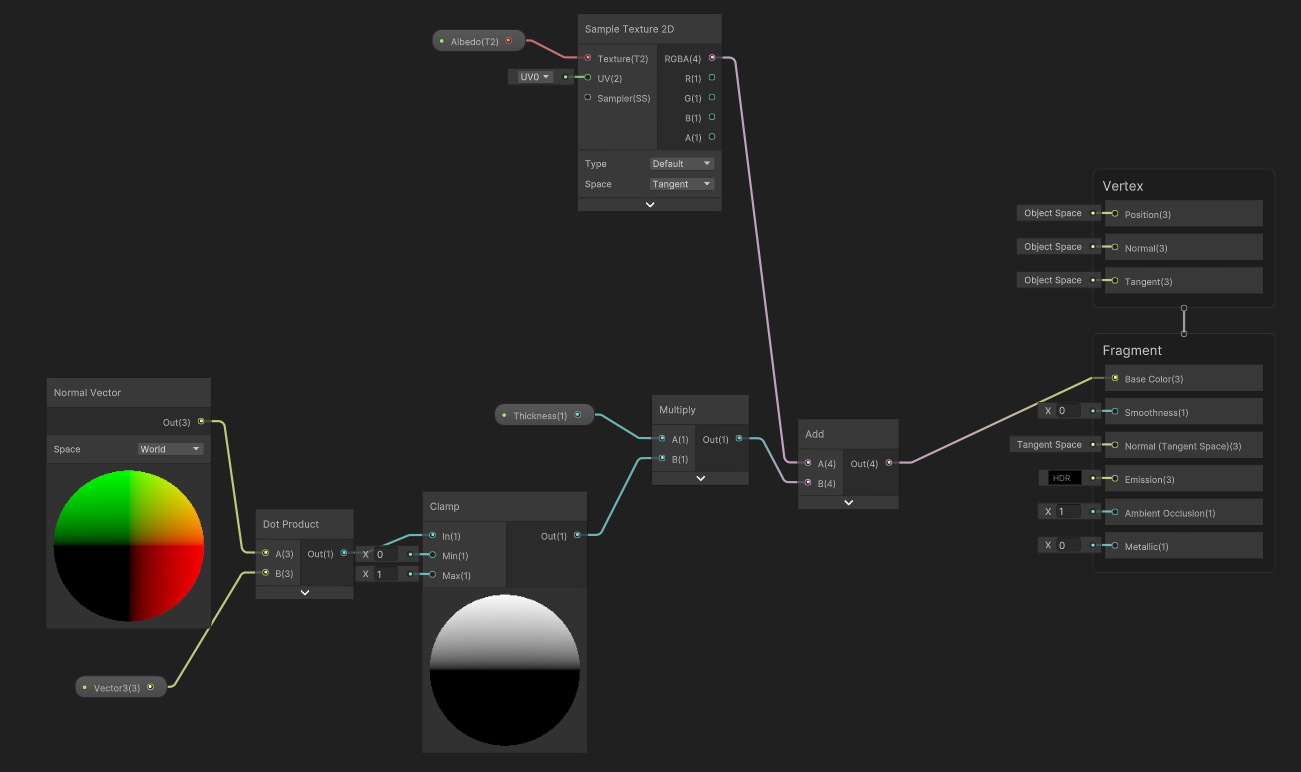 Sample Texture 2D
Albedo(T2)
Texture(T2) RGBA(4)
UV0 UV(2) R(1)
Sampler(SS) G(1)
B(1)
A(1)
Type Default
Space Tangent
Vertex
Object Space Position(3)
Object Space Normal(3)
Object Space Tangent(3)
Fragment
Base Color(3)
X 0 Smoothness(1)
Tangent Space Normal (Tangent Space)(3)
HDR Emission(3)
X 1 Ambient Occlusion(1)
X 0 Metallic(1)
Normal Vector
Out(3)
Space World
Thickness(1)
Multiply
A(1) Out(1)
B(1)
Add
A(4) Out(4)
B(4)
Clamp
In(1) Out(1)
X 0 Min(1)
X 1 Max(1)
Dot Product
A(3) Out(1)
B(3)
Vector3(3)